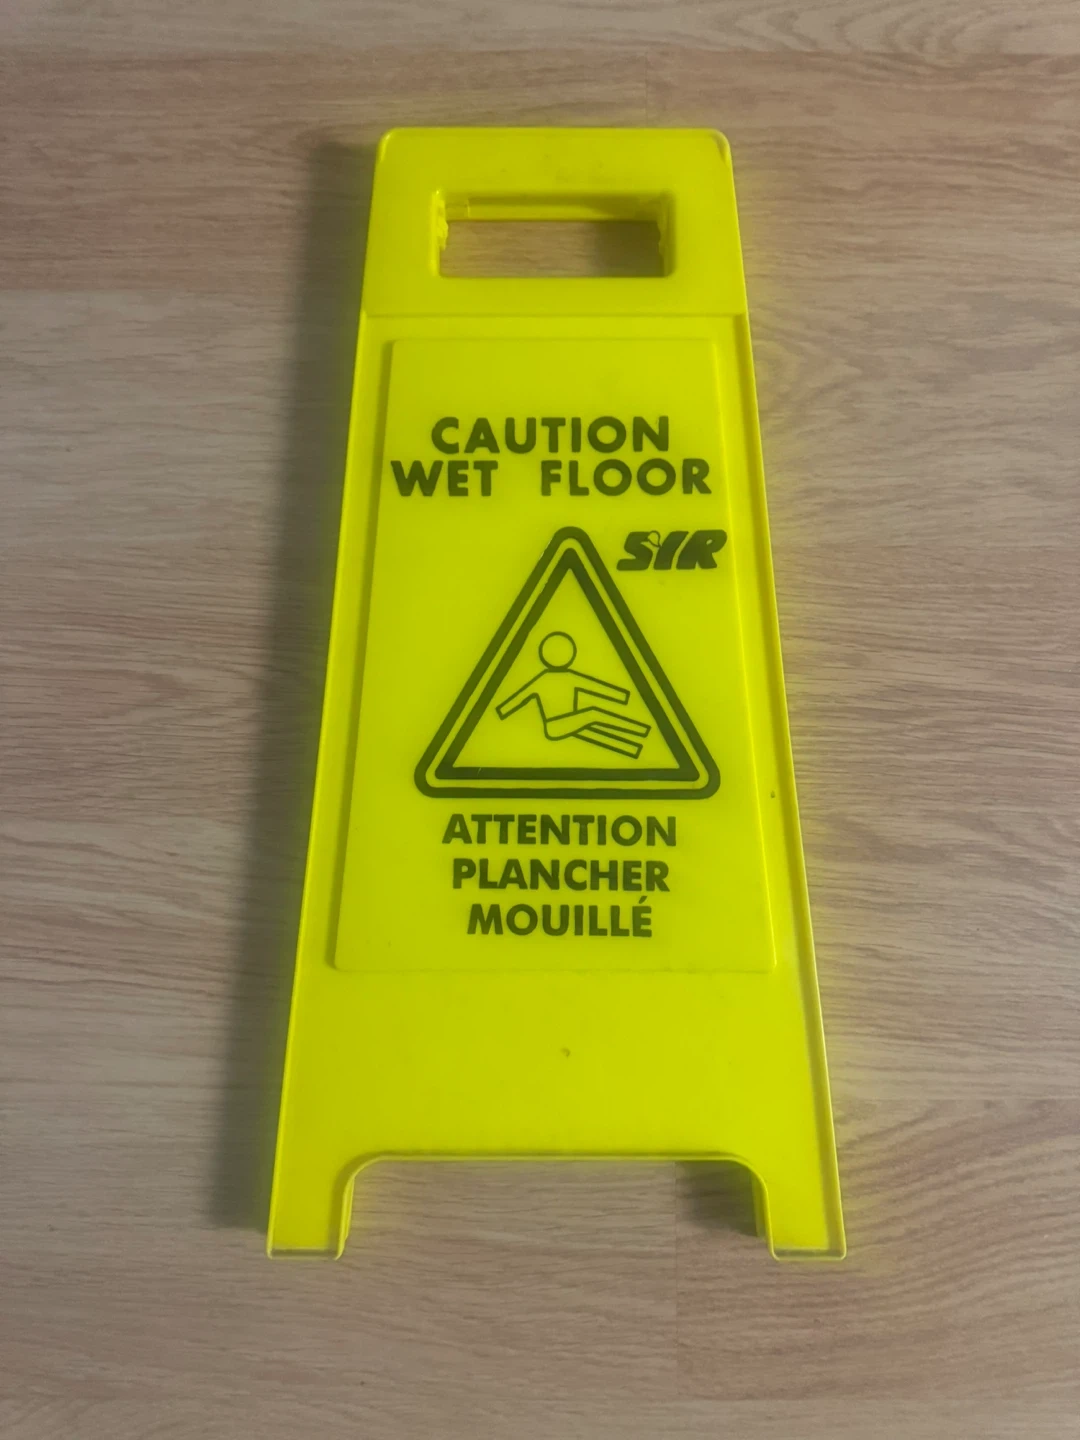 CAUTION
WET FLOOR
SIR
ATTENTION
PLANCHER
MOUILLÉ